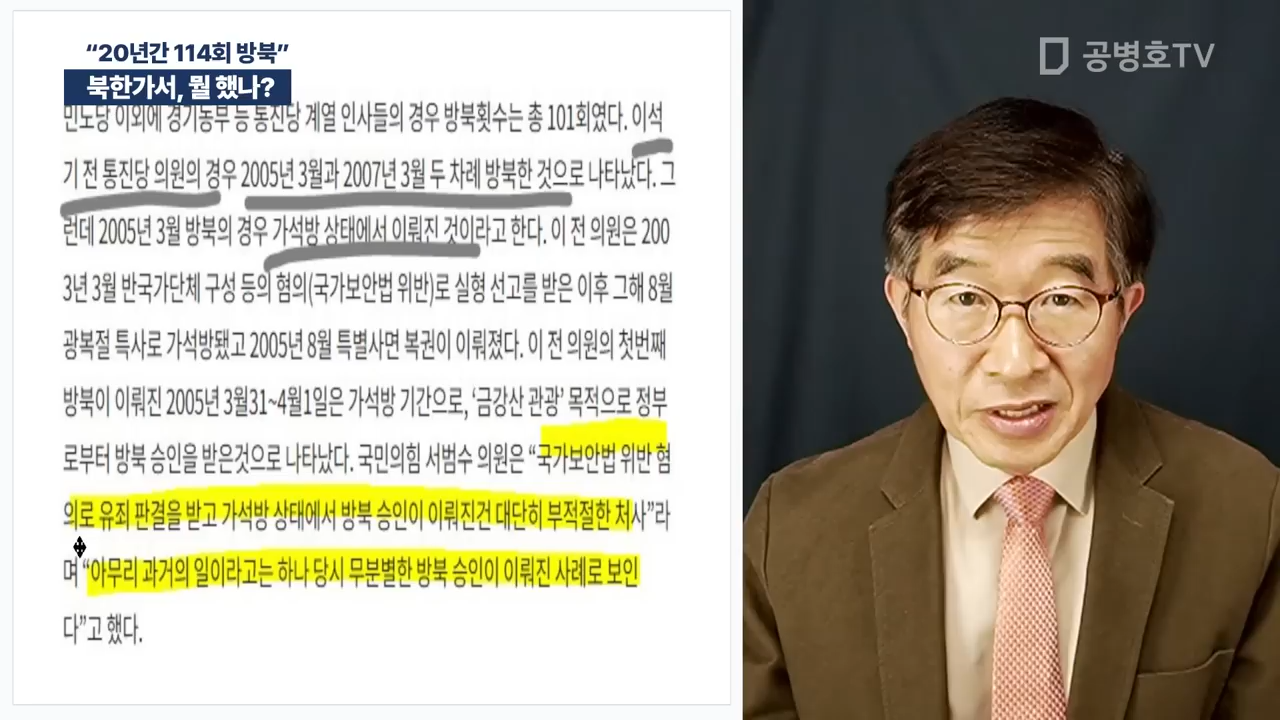 “20년간 114회 방북”
북한가서, 뭘 했나?
공병호TV
민노당 이외에 경기동부 등 통진당 계열 인사들의 경우 방북횟수는 총 101회였다. 이석
기 전 통진당 의원의 경우 2005년 3월과 2007년 3월 두 차례 방북한 것으로 나타났다. 그
런데 2005년 3월 방북의 경우 가석방 상태에서 이뤄진 것이라고 한다. 이 전 의원은 200
3년 3월 반국가단체 구성 등의 혐의(국가보안법 위반)로 실형 선고를 받은 이후 그해 8월
광복절 특사로 가석방됐고 2005년 8월 특별사면 복권이 이뤄졌다. 이 전 의원의 첫번째
방북이 이뤄진 2005년 3월31~4월1일은 가석방 기간으로, ‘금강산 관광’ 목적으로 정부
로부터 방북 승인을 받은것으로 나타났다. 국민의힘 서범수 의원은 “국가보안법 위반 혐
의로 유죄 판결을 받고 가석방 상태에서 방북 승인이 이뤄진건 대단히 부적절한 처사”라
며 “아무리 과거의 일이라고는 하나 당시 무분별한 방북 승인이 이뤄진 사례로 보인
다”고 했다.